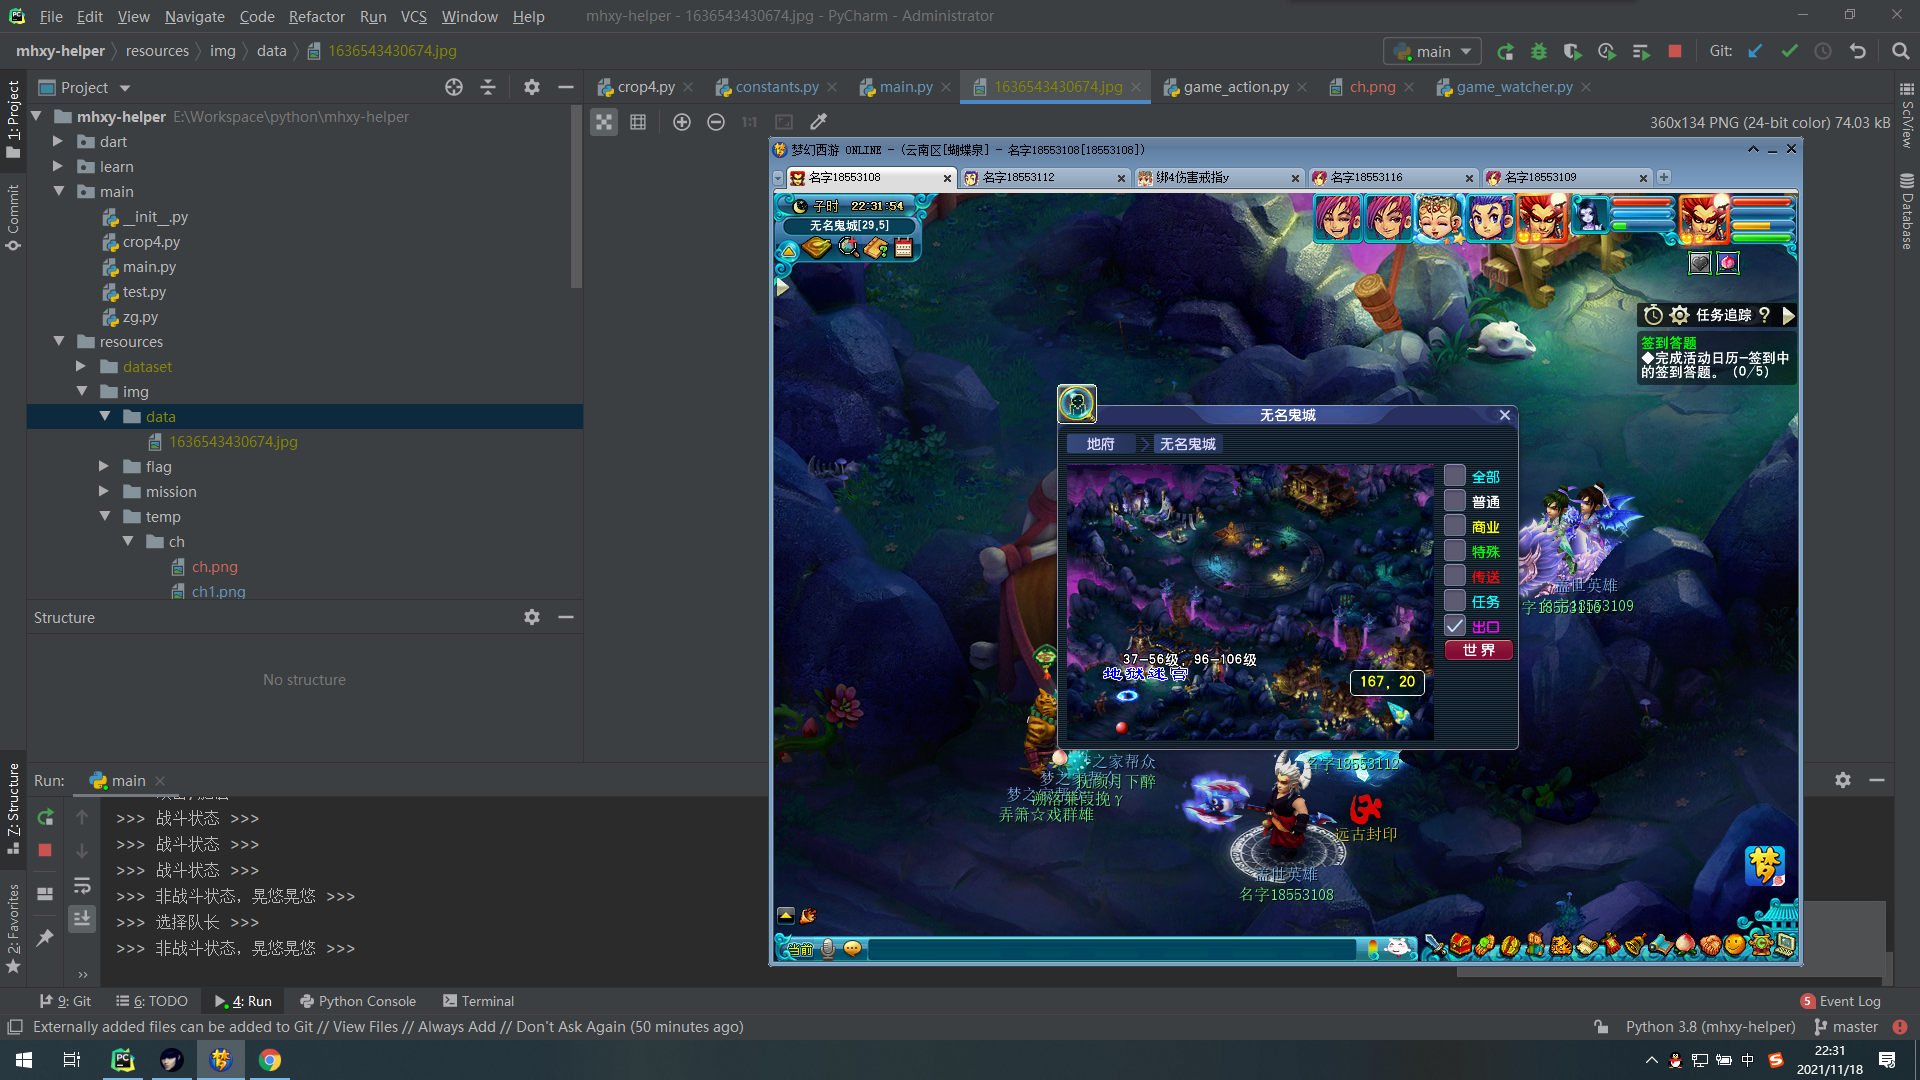 File Edit View Navigate Code Refactor Run VCS Window Help mhxy-helper - 1636543430674.jpg - PyCharm - Administrator
mhxy-helper resources img data 1636543430674.jpg main Git:
1: Project
Commit
7: Structure
2: Favorites
SciView
Database
Project
crop4.py constants.py main.py 1636543430674.jpg game_action.py ch.png game_watcher.py
1:1
360x134 PNG (24-bit color) 74.03 kB
mhxy-helper E:\Workspace\python\mhxy-helper
dart
learn
main
__init__.py
crop4.py
main.py
test.py
zg.py
resources
dataset
img
data
1636543430674.jpg
flag
mission
temp
ch
ch.png
ch1.png
Structure
No structure
梦幻西游 ONLINE - (云南区[蝴蝶泉] - 名字18553108[18553108])
名字18553108 名字18553112 绑4伤害戒指y 名字18553116 名字18553109
子时 22:31:54
无名鬼城[29,5]
任务追踪 ?
签到答题
◆完成活动日历-签到中
的签到答题。 (0/5)
无名鬼城
地府 无名鬼城
全部
普通
商业
特殊
传送
任务
出口
世界
37-56级, 96-106级
地狱迷宫
167, 20
盖世英雄
名字18553109
名字18553112
弄箫☆戏群雄
远古封印
盖世英雄
名字18553108
当前
梦
Run: main
>>> 战斗状态 >>>
>>> 战斗状态 >>>
>>> 战斗状态 >>>
>>> 非战斗状态，晃悠晃悠 >>>
>>> 选择队长 >>>
>>> 非战斗状态，晃悠晃悠 >>>
9: Git 6: TODO 4: Run Python Console Terminal 5 Event Log
Externally added files can be added to Git // View Files // Always Add // Don't Ask Again (50 minutes ago) Python 3.8 (mhxy-helper) master
中
22:31
2021/11/18